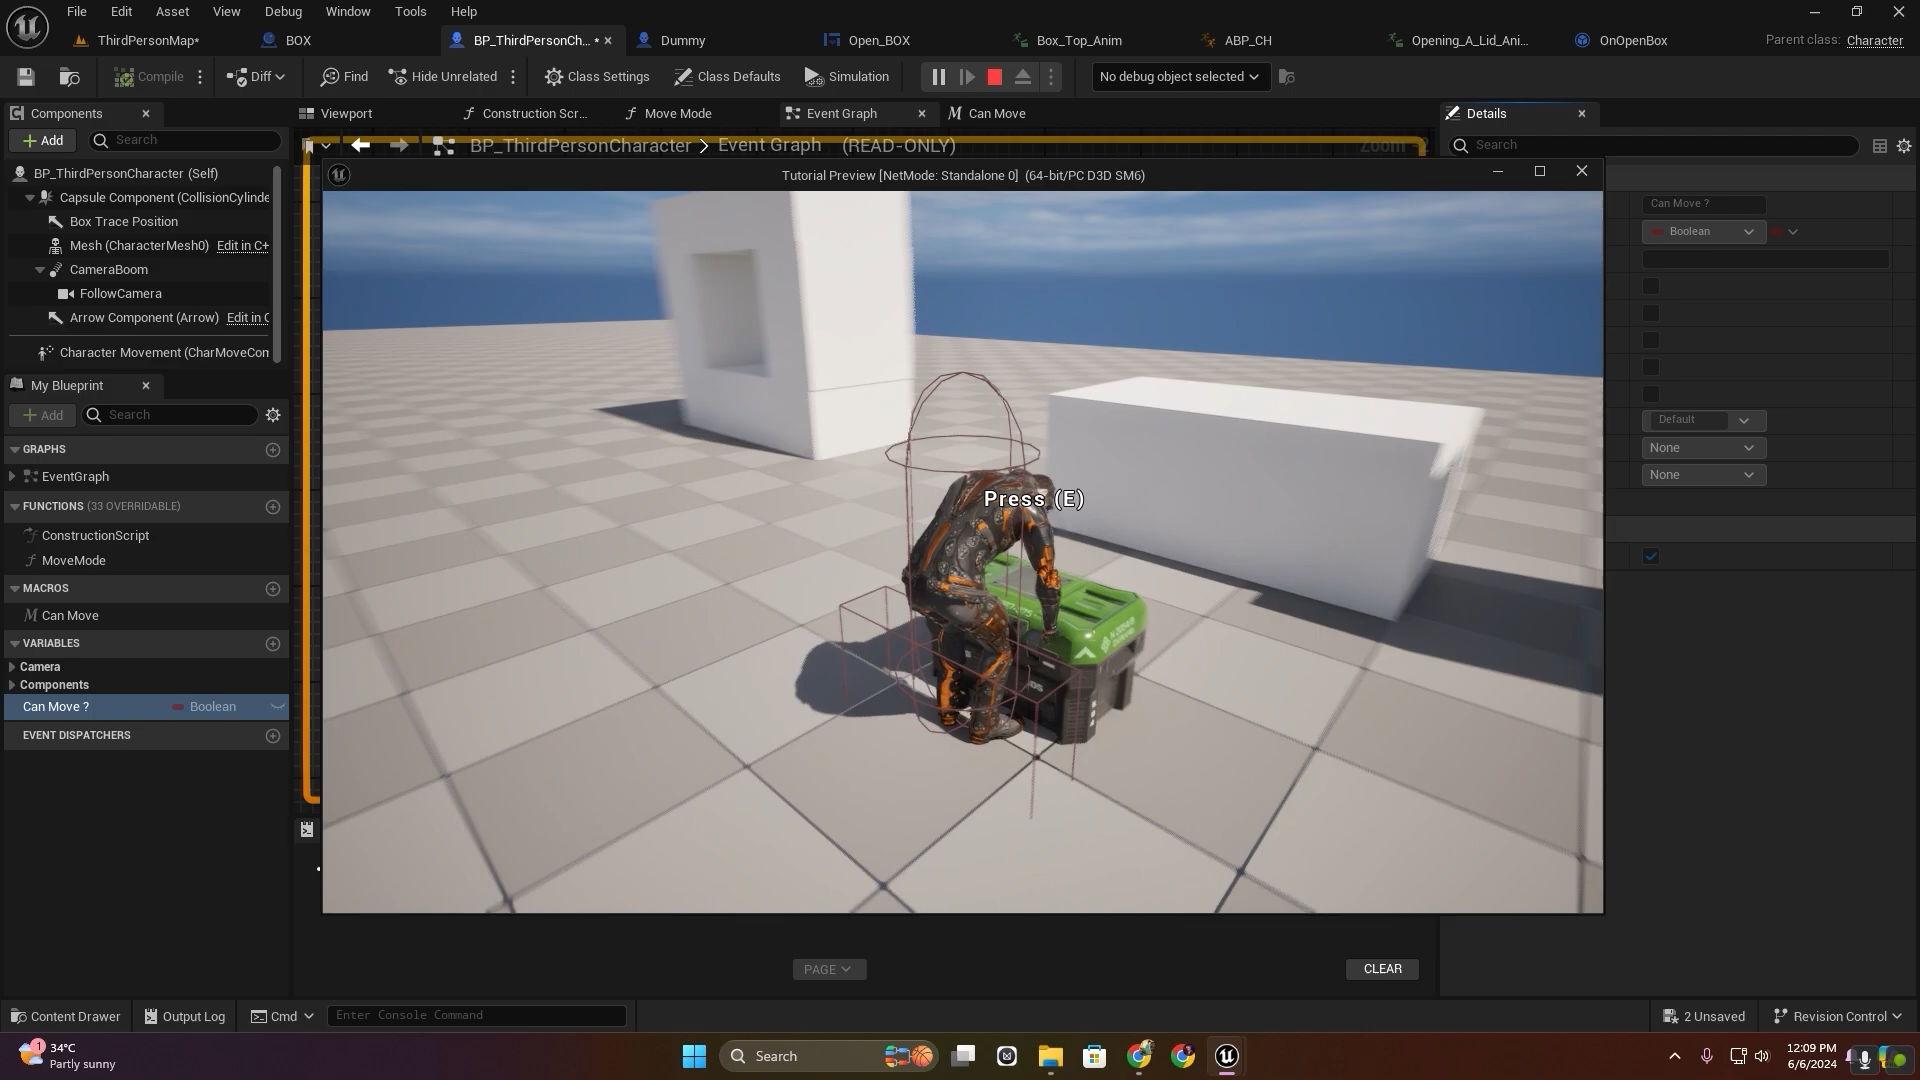 File Edit Asset View Debug Window Tools Help
ThirdPersonMap* BOX BP_ThirdPersonCh... * Dummy Open_BOX Box_Top_Anim ABP_CH Opening_A_Lid_Ani... OnOpenBox Parent class: Character
Compile Diff Find Hide Unrelated Class Settings Class Defaults Simulation No debug object selected
Components Viewport Construction Scr... Move Mode Event Graph Can Move Details
Add Search BP_ThirdPersonCharacter > Event Graph (READ-ONLY) Zoom Search
BP_ThirdPersonCharacter (Self) Tutorial Preview [NetMode: Standalone 0] (64-bit/PC D3D SM6)
Capsule Component (CollisionCylinde
Can Move ?
Box Trace Position
Boolean
Mesh (CharacterMesh0) Edit in C+
CameraBoom
FollowCamera
Arrow Component (Arrow) Edit in C
Character Movement (CharMoveCon
My Blueprint
Add Search
Default
GRAPHS
None
EventGraph
None
Press (E)
FUNCTIONS (33 OVERRIDABLE)
ConstructionScript
MoveMode
MACROS
Can Move
VARIABLES
Camera
Components
Can Move ? Boolean
EVENT DISPATCHERS
PAGE CLEAR
Content Drawer Output Log Cmd Enter Console Command 2 Unsaved Revision Control
1 34°C
Partly sunny
Search
12:09 PM
6/6/2024